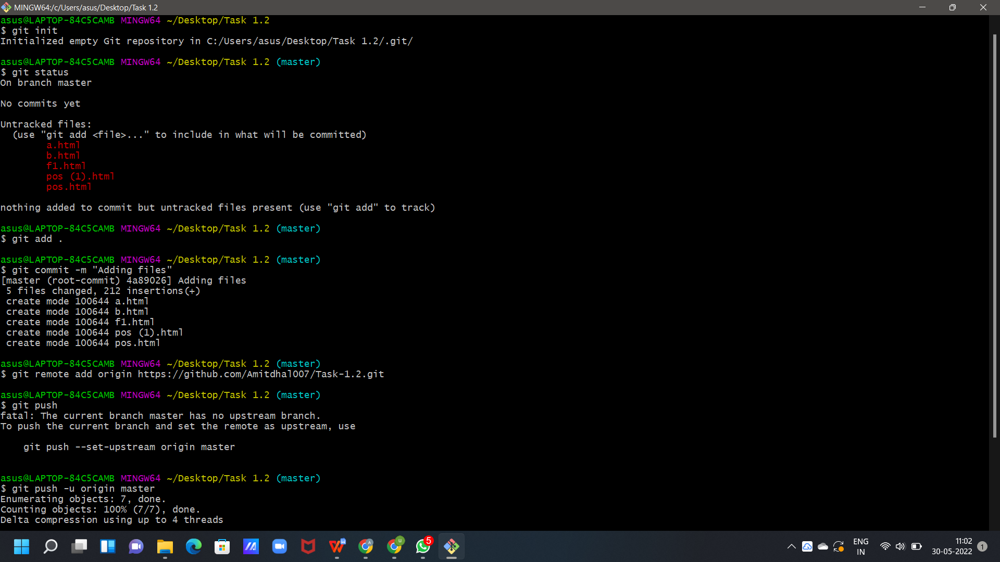 MINGW64:/c/Users/asus/Desktop/Task 1.2
asus@LAPTOP-84C5CAMB MINGW64 ~/Desktop/Task 1.2
$ git init
Initialized empty Git repository in C:/Users/asus/Desktop/Task 1.2/.git/
asus@LAPTOP-84C5CAMB MINGW64 ~/Desktop/Task 1.2 (master)
$ git status
On branch master
No commits yet
Untracked files:
  (use "git add <file>..." to include in what will be committed)
        a.html
        b.html
        f1.html
        pos (1).html
        pos.html
nothing added to commit but untracked files present (use "git add" to track)
asus@LAPTOP-84C5CAMB MINGW64 ~/Desktop/Task 1.2 (master)
$ git add .
asus@LAPTOP-84C5CAMB MINGW64 ~/Desktop/Task 1.2 (master)
$ git commit -m "Adding files"
[master (root-commit) 4a89026] Adding files
 5 files changed, 212 insertions(+)
 create mode 100644 a.html
 create mode 100644 b.html
 create mode 100644 f1.html
 create mode 100644 pos (1).html
 create mode 100644 pos.html
asus@LAPTOP-84C5CAMB MINGW64 ~/Desktop/Task 1.2 (master)
$ git remote add origin https://github.com/Amitdhal007/Task-1.2.git
asus@LAPTOP-84C5CAMB MINGW64 ~/Desktop/Task 1.2 (master)
$ git push
fatal: The current branch master has no upstream branch.
To push the current branch and set the remote as upstream, use
    git push --set-upstream origin master
asus@LAPTOP-84C5CAMB MINGW64 ~/Desktop/Task 1.2 (master)
$ git push -u origin master
Enumerating objects: 7, done.
Counting objects: 100% (7/7), done.
Delta compression using up to 4 threads
5
ENG
IN
11:02
30-05-2022
1